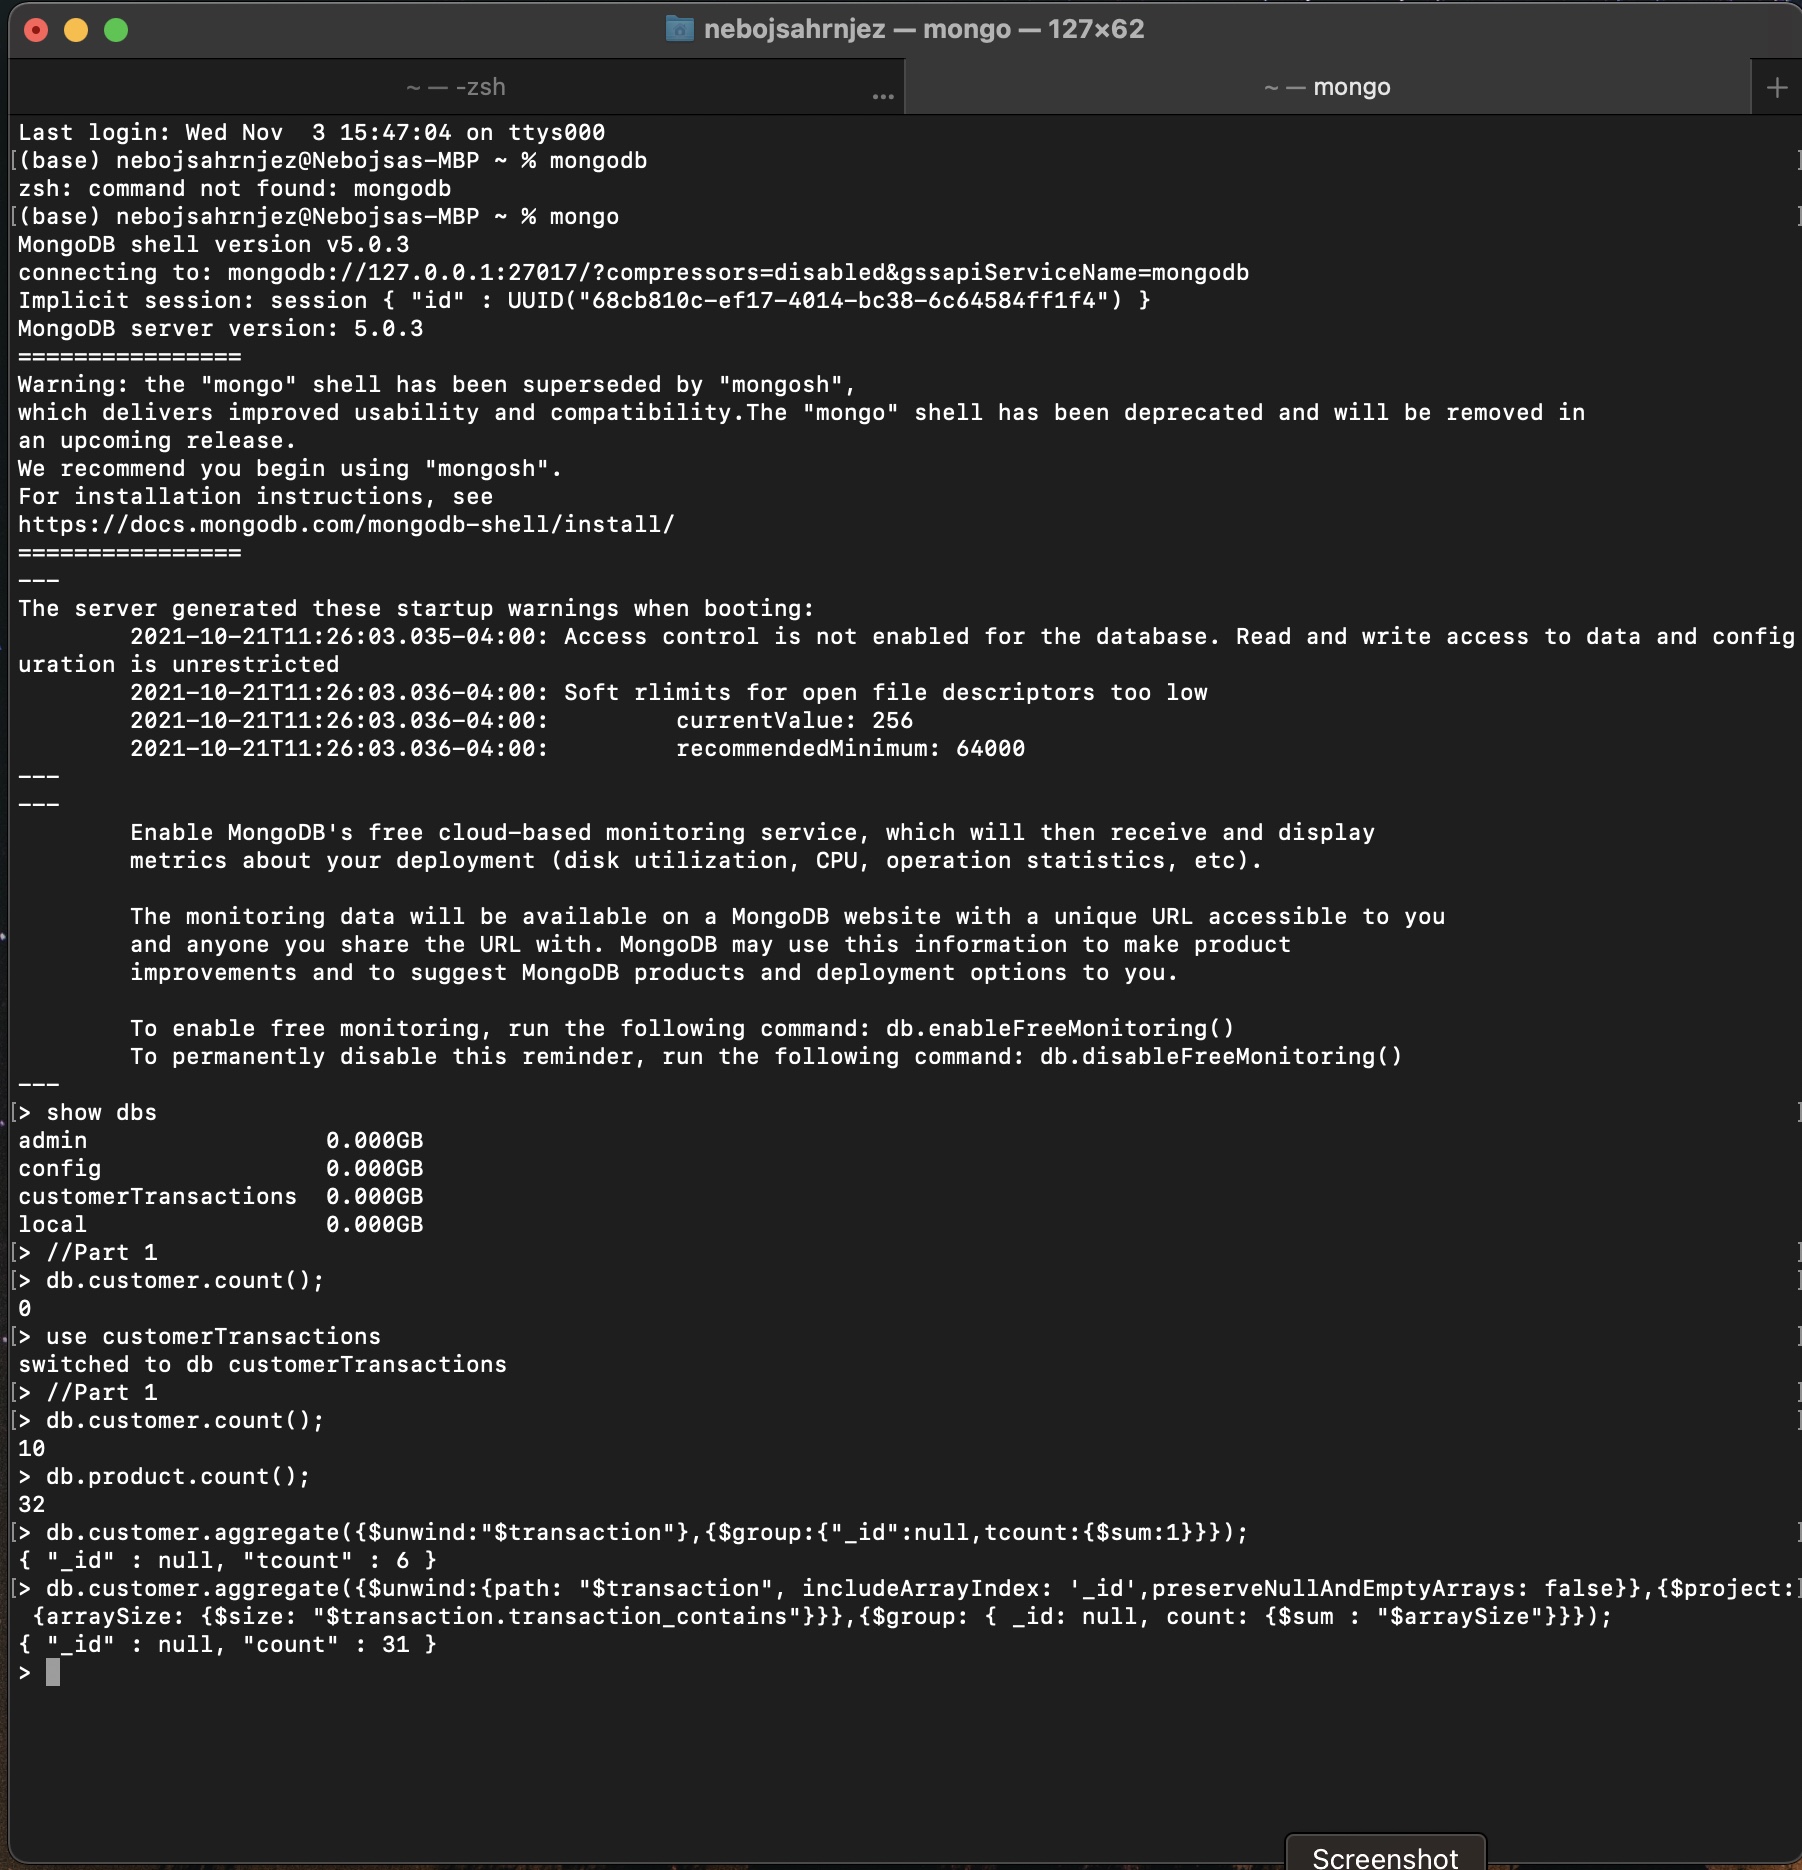 nebojsahrnjez — mongo — 127×62
~ — -zsh ... ~ — mongo +
Last login: Wed Nov  3 15:47:04 on ttys000
[(base) nebojsahrnjez@Nebojsas-MBP ~ % mongodb ]
zsh: command not found: mongodb
[(base) nebojsahrnjez@Nebojsas-MBP ~ % mongo ]
MongoDB shell version v5.0.3
connecting to: mongodb://127.0.0.1:27017/?compressors=disabled&gssapiServiceName=mongodb
Implicit session: session { "id" : UUID("68cb810c-ef17-4014-bc38-6c64584ff1f4") }
MongoDB server version: 5.0.3
================
Warning: the "mongo" shell has been superseded by "mongosh",
which delivers improved usability and compatibility.The "mongo" shell has been deprecated and will be removed in
an upcoming release.
We recommend you begin using "mongosh".
For installation instructions, see
https://docs.mongodb.com/mongodb-shell/install/
================
---
The server generated these startup warnings when booting:
        2021-10-21T11:26:03.035-04:00: Access control is not enabled for the database. Read and write access to data and config
uration is unrestricted
        2021-10-21T11:26:03.036-04:00: Soft rlimits for open file descriptors too low
        2021-10-21T11:26:03.036-04:00:         currentValue: 256
        2021-10-21T11:26:03.036-04:00:         recommendedMinimum: 64000
---
---
        Enable MongoDB's free cloud-based monitoring service, which will then receive and display
        metrics about your deployment (disk utilization, CPU, operation statistics, etc).
        The monitoring data will be available on a MongoDB website with a unique URL accessible to you
        and anyone you share the URL with. MongoDB may use this information to make product
        improvements and to suggest MongoDB products and deployment options to you.
        To enable free monitoring, run the following command: db.enableFreeMonitoring()
        To permanently disable this reminder, run the following command: db.disableFreeMonitoring()
---
[> show dbs ]
admin                 0.000GB
config                0.000GB
customerTransactions  0.000GB
local                 0.000GB
[> //Part 1 ]
[> db.customer.count(); ]
0
[> use customerTransactions ]
switched to db customerTransactions
[> //Part 1 ]
[> db.customer.count(); ]
10
> db.product.count();
32
[> db.customer.aggregate({$unwind:"$transaction"},{$group:{"_id":null,tcount:{$sum:1}}}); ]
{ "_id" : null, "tcount" : 6 }
[> db.customer.aggregate({$unwind:{path: "$transaction", includeArrayIndex: '_id',preserveNullAndEmptyArrays: false}},{$project:]
 {arraySize: {$size: "$transaction.transaction_contains"}}},{$group: { _id: null, count: {$sum : "$arraySize"}}});
{ "_id" : null, "count" : 31 }
>
Screenshot